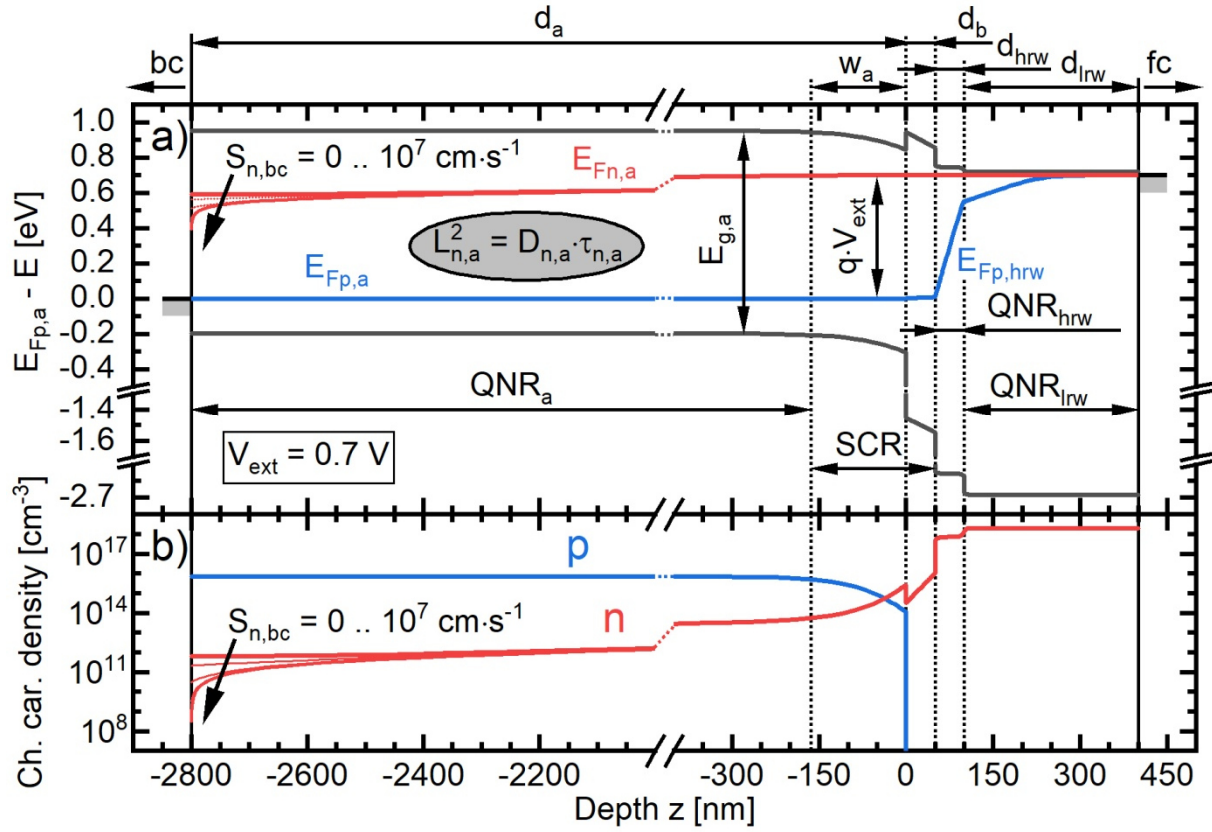 d_a
d_b
bc
w_a
d_hrw
d_lrw
fc
a)
S_n,bc = 0 .. 10^7 cm·s^-1
E_Fn,a
L_n,a^2 = D_n,a·τ_n,a
E_Fp,a
E_g,a
q·V_ext
E_Fp,hrw
QNR_hrw
QNR_a
QNR_lrw
SCR
V_ext = 0.7 V
E_Fp,a - E [eV]
1.0
0.8
0.6
0.4
0.2
0.0
-0.2
-0.4
-1.4
-1.6
-2.7
b)
p
n
S_n,bc = 0 .. 10^7 cm·s^-1
Ch. car. density [cm^-3]
10^17
10^14
10^11
10^8
-2800 -2600 -2400 -2200 -300 -150 0 150 300 450
Depth z [nm]